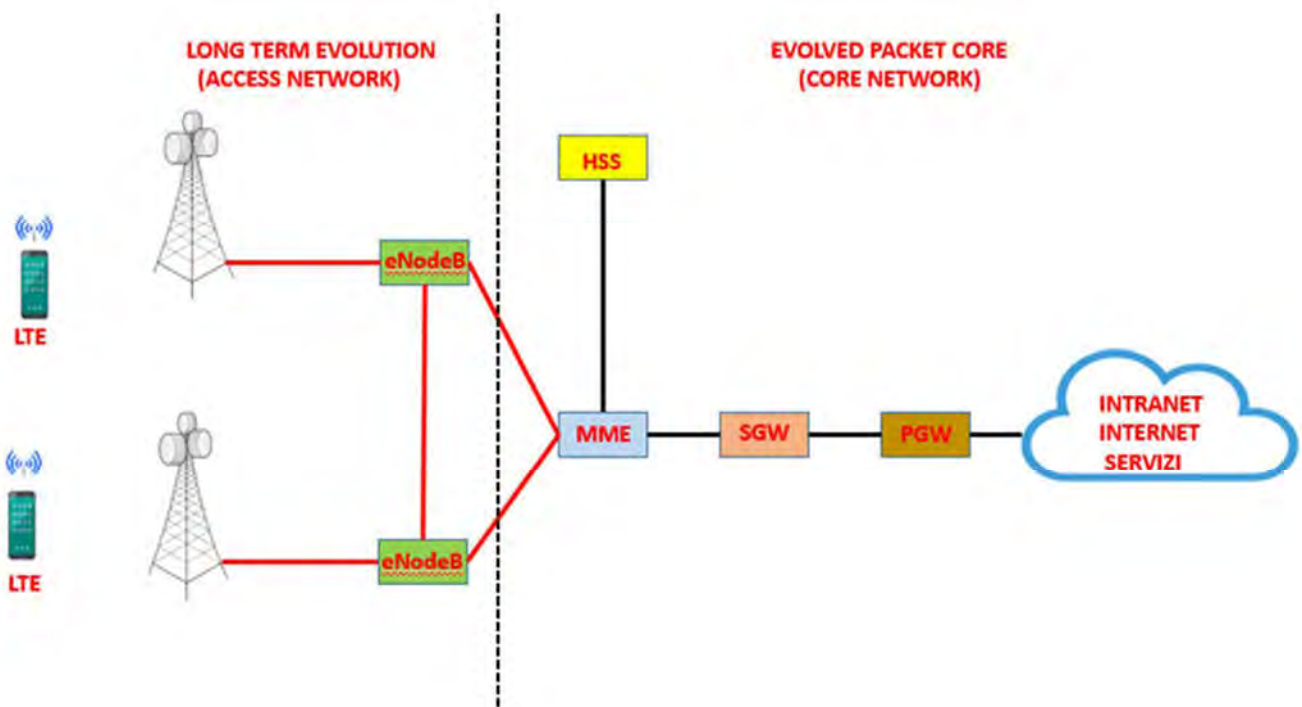 LONG TERM EVOLUTION
(ACCESS NETWORK)
EVOLVED PACKET CORE
(CORE NETWORK)
HSS
eNodeB
LTE
MME
SGW
PGW
INTRANET
INTERNET
SERVIZI
eNodeB
LTE